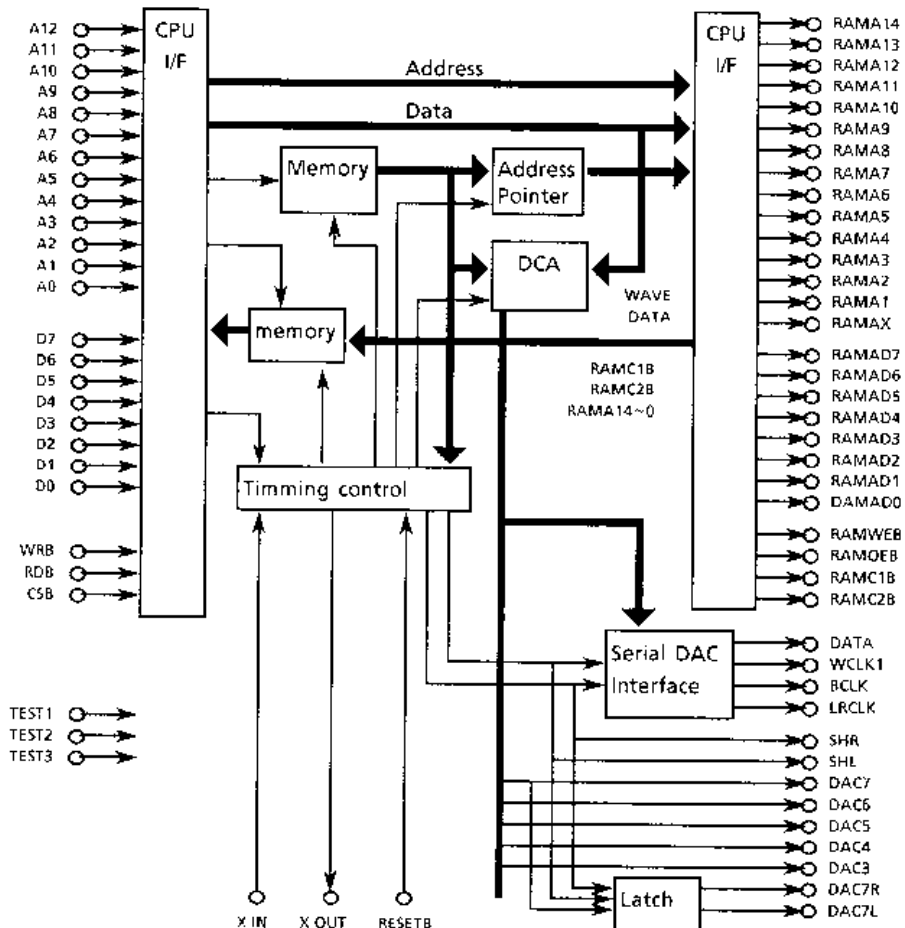 A12
A11
A10
A9
A8
A7
A6
A5
A4
A3
A2
A1
A0
D7
D6
D5
D4
D3
D2
D1
D0
WRB
RDB
CSB
TEST1
TEST2
TEST3
CPU
I/F
Address
Data
Memory
Address
Pointer
DCA
WAVE
DATA
memory
RAMC1B
RAMC2B
RAMA14~0
Timming control
X IN
X OUT
RESETB
Serial DAC
Interface
Latch
CPU
I/F
RAMA14
RAMA13
RAMA12
RAMA11
RAMA10
RAMA9
RAMA8
RAMA7
RAMA6
RAMA5
RAMA4
RAMA3
RAMA2
RAMA1
RAMAX
RAMAD7
RAMAD6
RAMAD5
RAMAD4
RAMAD3
RAMAD2
RAMAD1
DAMAD0
RAMWEB
RAMOEB
RAMC1B
RAMC2B
DATA
WCLK1
BCLK
LRCLK
SHR
SHL
DAC7
DAC6
DAC5
DAC4
DAC3
DAC7R
DAC7L